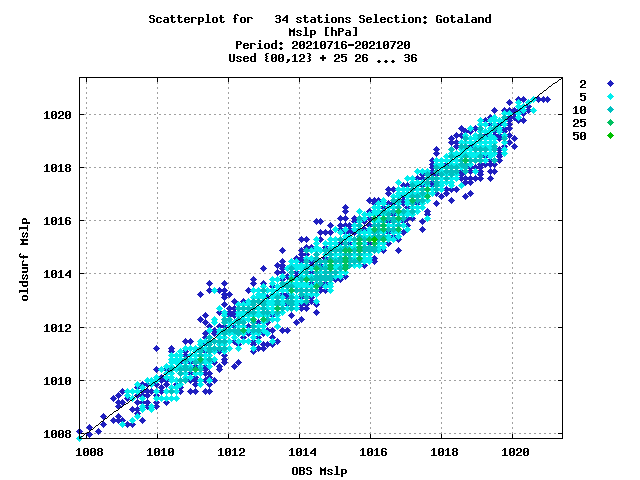 Scatterplot for   34 stations Selection: Gotaland
Mslp [hPa]
Period: 20210716-20210720
Used {00,12} + 25 26 ... 36
2
5
10
25
50
1020
1018
1016
1014
1012
1010
1008
oldsurf Mslp
1008 1010 1012 1014 1016 1018 1020
OBS Mslp